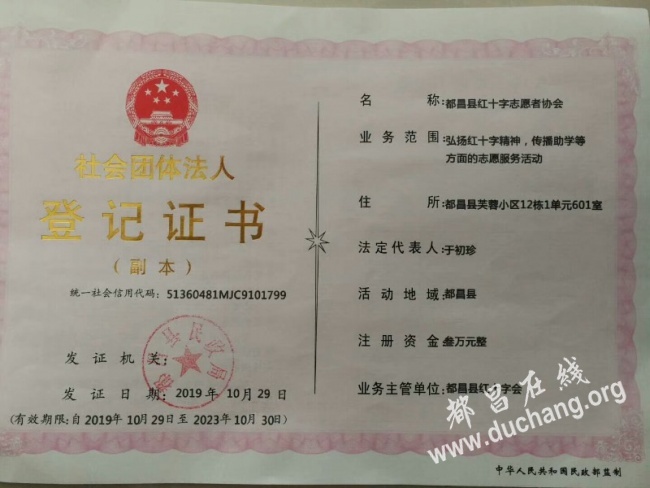 社会团体法人
登记证书
（副本）
统一社会信用代码：51360481MJC9101799
发证机关：
都昌县民政局
发证日期：2019年10月29日
（有效期限：自2019年10月29日至2023年10月30日）
名称：都昌县红十字志愿者协会
业务范围：弘扬红十字精神，传播助学等
方面的志愿服务活动
住所：都昌县芙蓉小区12栋1单元601室
法定代表人：于初珍
活动地域：都昌县
注册资金：叁万元整
业务主管单位：都昌县红十字会
都昌在线
www.duchang.org
中华人民共和国民政部监制